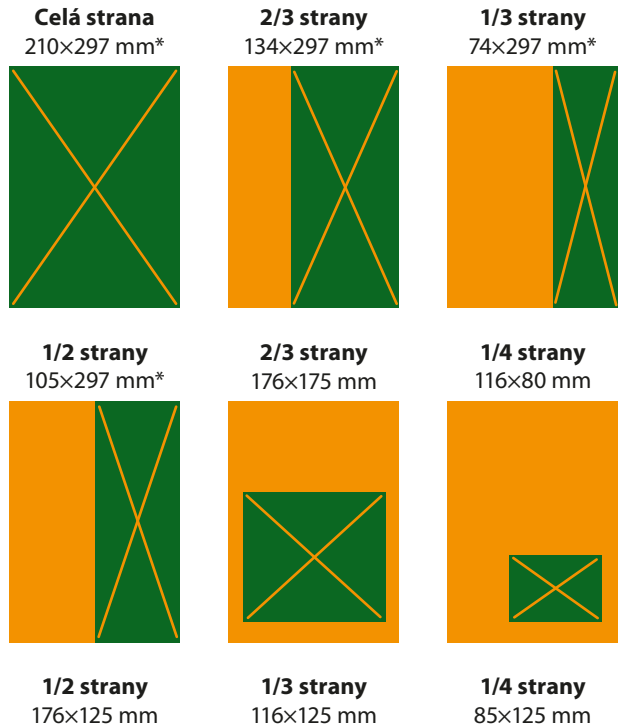 Celá strana
210×297 mm*
2/3 strany
134×297 mm*
1/3 strany
74×297 mm*
1/2 strany
105×297 mm*
2/3 strany
176×175 mm
1/4 strany
116×80 mm
1/2 strany
176×125 mm
1/3 strany
116×125 mm
1/4 strany
85×125 mm